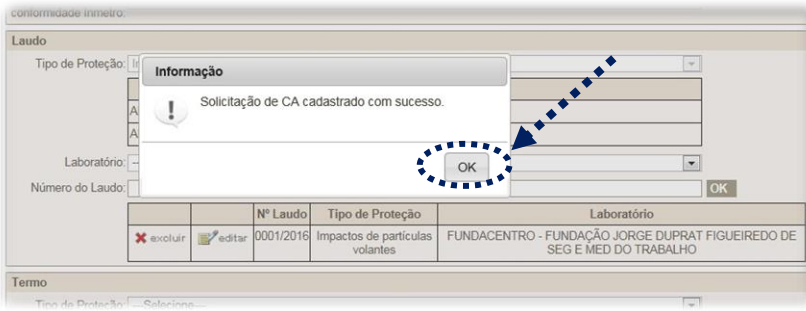 conformidade Inmetro:
Laudo
Tipo de Proteção:
Informação
Solicitação de CA cadastrado com sucesso.
OK
Laboratório:
Número do Laudo:
OK
Nº Laudo Tipo de Proteção Laboratório
excluir editar 0001/2016 Impactos de partículas volantes FUNDACENTRO - FUNDAÇÃO JORGE DUPRAT FIGUEIREDO DE SEG E MED DO TRABALHO
Termo
Tipo de Proteção: ---Selecione---